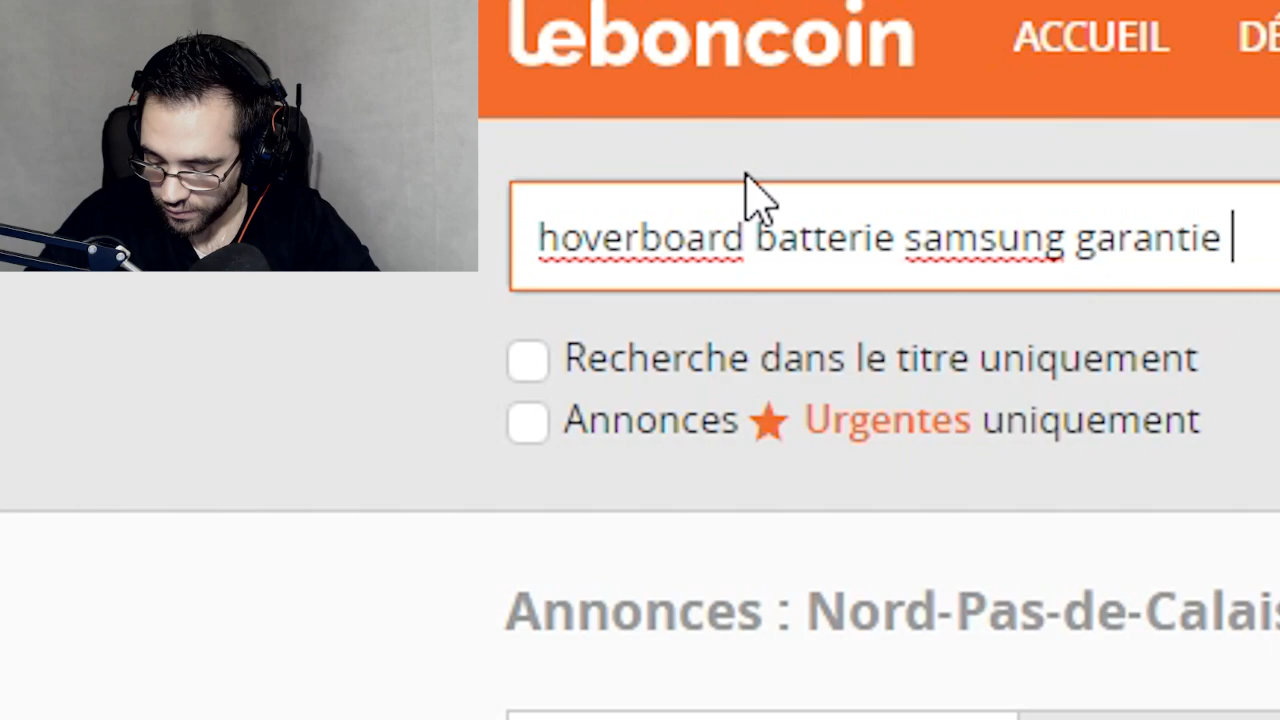 leboncoin
ACCUEIL
hoverboard batterie samsung garantie
Recherche dans le titre uniquement
Annonces ★ Urgentes uniquement
Annonces : Nord-Pas-de-Calais